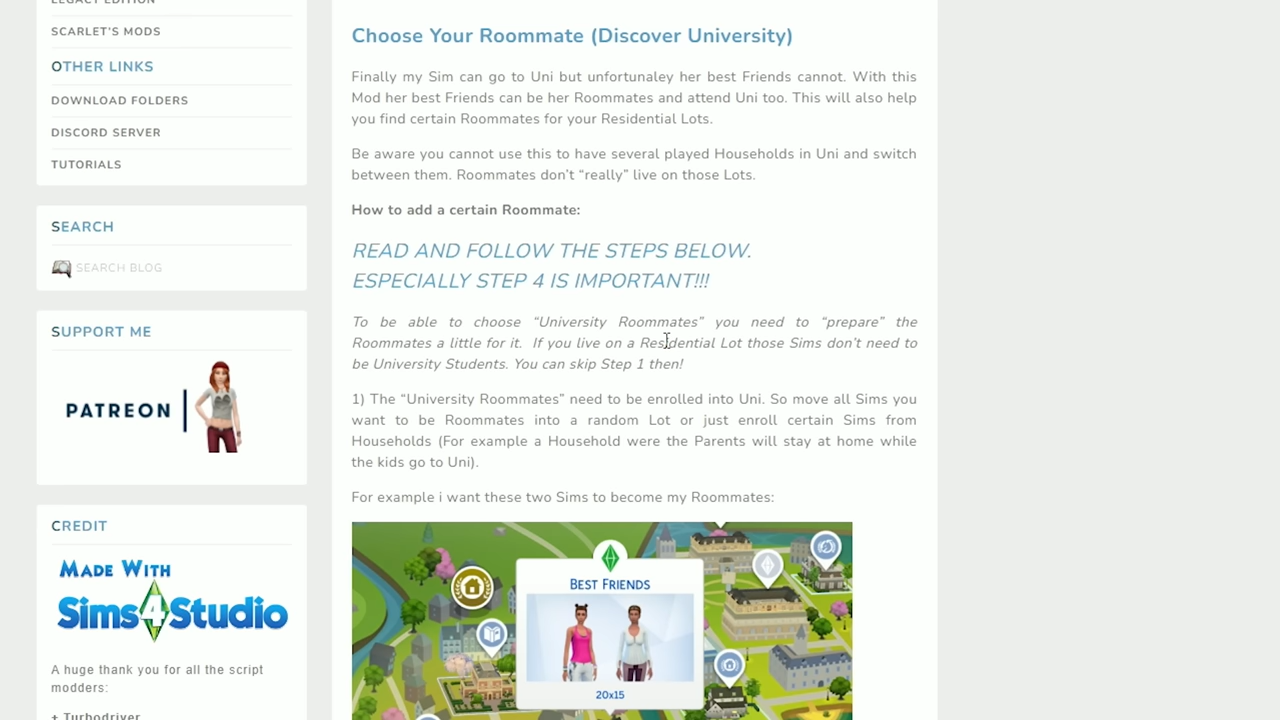 LEGACY EDITION
SCARLET'S MODS
OTHER LINKS
DOWNLOAD FOLDERS
DISCORD SERVER
TUTORIALS
SEARCH
SEARCH BLOG
SUPPORT ME
PATREON
CREDIT
MADE WITH
Sims4Studio
A huge thank you for all the script
modders:
+ Turbodriver
Choose Your Roommate (Discover University)
Finally my Sim can go to Uni but unfortunaley her best Friends cannot. With this
Mod her best Friends can be her Roommates and attend Uni too. This will also help
you find certain Roommates for your Residential Lots.
Be aware you cannot use this to have several played Households in Uni and switch
between them. Roommates don't “really” live on those Lots.
How to add a certain Roommate:
READ AND FOLLOW THE STEPS BELOW.
ESPECIALLY STEP 4 IS IMPORTANT!!!
To be able to choose “University Roommates” you need to “prepare” the
Roommates a little for it. If you live on a Residential Lot those Sims don't need to
be University Students. You can skip Step 1 then!
1) The “University Roommates” need to be enrolled into Uni. So move all Sims you
want to be Roommates into a random Lot or just enroll certain Sims from
Households (For example a Household were the Parents will stay at home while
the kids go to Uni).
For example i want these two Sims to become my Roommates:
BEST FRIENDS
20x15